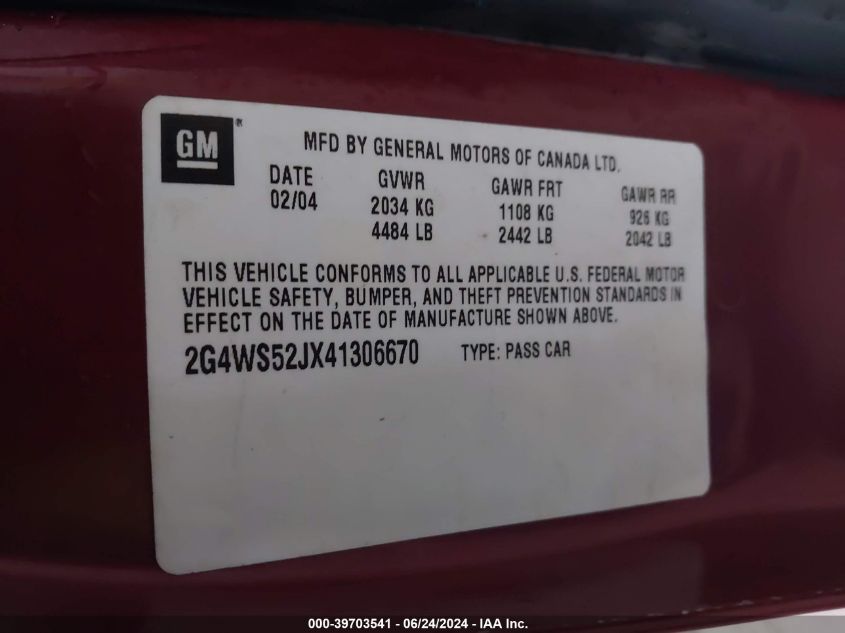 GM®
MFD BY GENERAL MOTORS OF CANADA LTD.
DATE GVWR GAWR FRT GAWR RR
02/04 2034 KG 1108 KG 926 KG
4484 LB 2442 LB 2042 LB
THIS VEHICLE CONFORMS TO ALL APPLICABLE U.S. FEDERAL MOTOR
VEHICLE SAFETY, BUMPER, AND THEFT PREVENTION STANDARDS IN
EFFECT ON THE DATE OF MANUFACTURE SHOWN ABOVE.
2G4WS52JX41306670 TYPE: PASS CAR
000-39703541 / 06/24/2024 - IAA Inc.